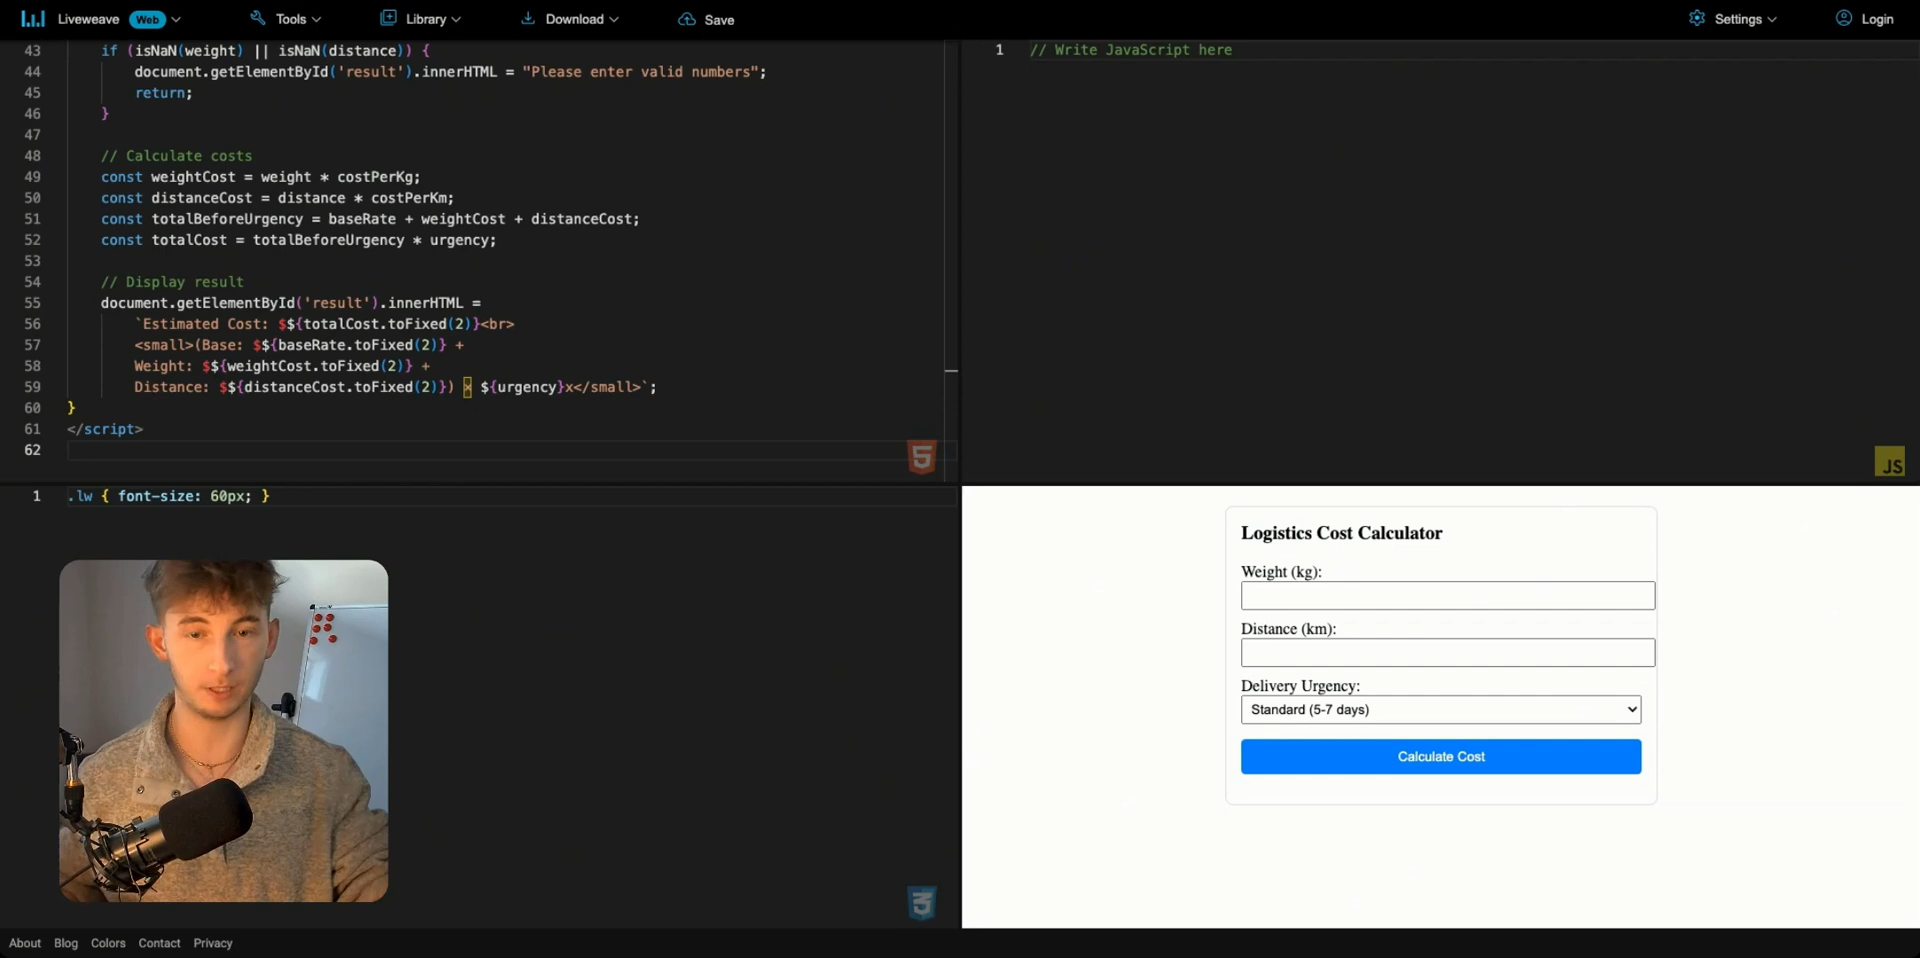 Liveweave Web Tools Library Download Save Settings Login
43 if (isNaN(weight) || isNaN(distance)) {
44 document.getElementById('result').innerHTML = "Please enter valid numbers";
45 return;
46 }
47
48 // Calculate costs
49 const weightCost = weight * costPerKg;
50 const distanceCost = distance * costPerKm;
51 const totalBeforeUrgency = baseRate + weightCost + distanceCost;
52 const totalCost = totalBeforeUrgency * urgency;
53
54 // Display result
55 document.getElementById('result').innerHTML =
56 `Estimated Cost: $${totalCost.toFixed(2)}<br>
57 <small>(Base: $${baseRate.toFixed(2)} +
58 Weight: $${weightCost.toFixed(2)} +
59 Distance: $${distanceCost.toFixed(2)}) × ${urgency}x</small>`;
60 }
61 </script>
62
5
1 // Write JavaScript here
JS
1 .lw { font-size: 60px; }
3
Logistics Cost Calculator
Weight (kg):
Distance (km):
Delivery Urgency:
Standard (5-7 days)
Calculate Cost
About Blog Colors Contact Privacy